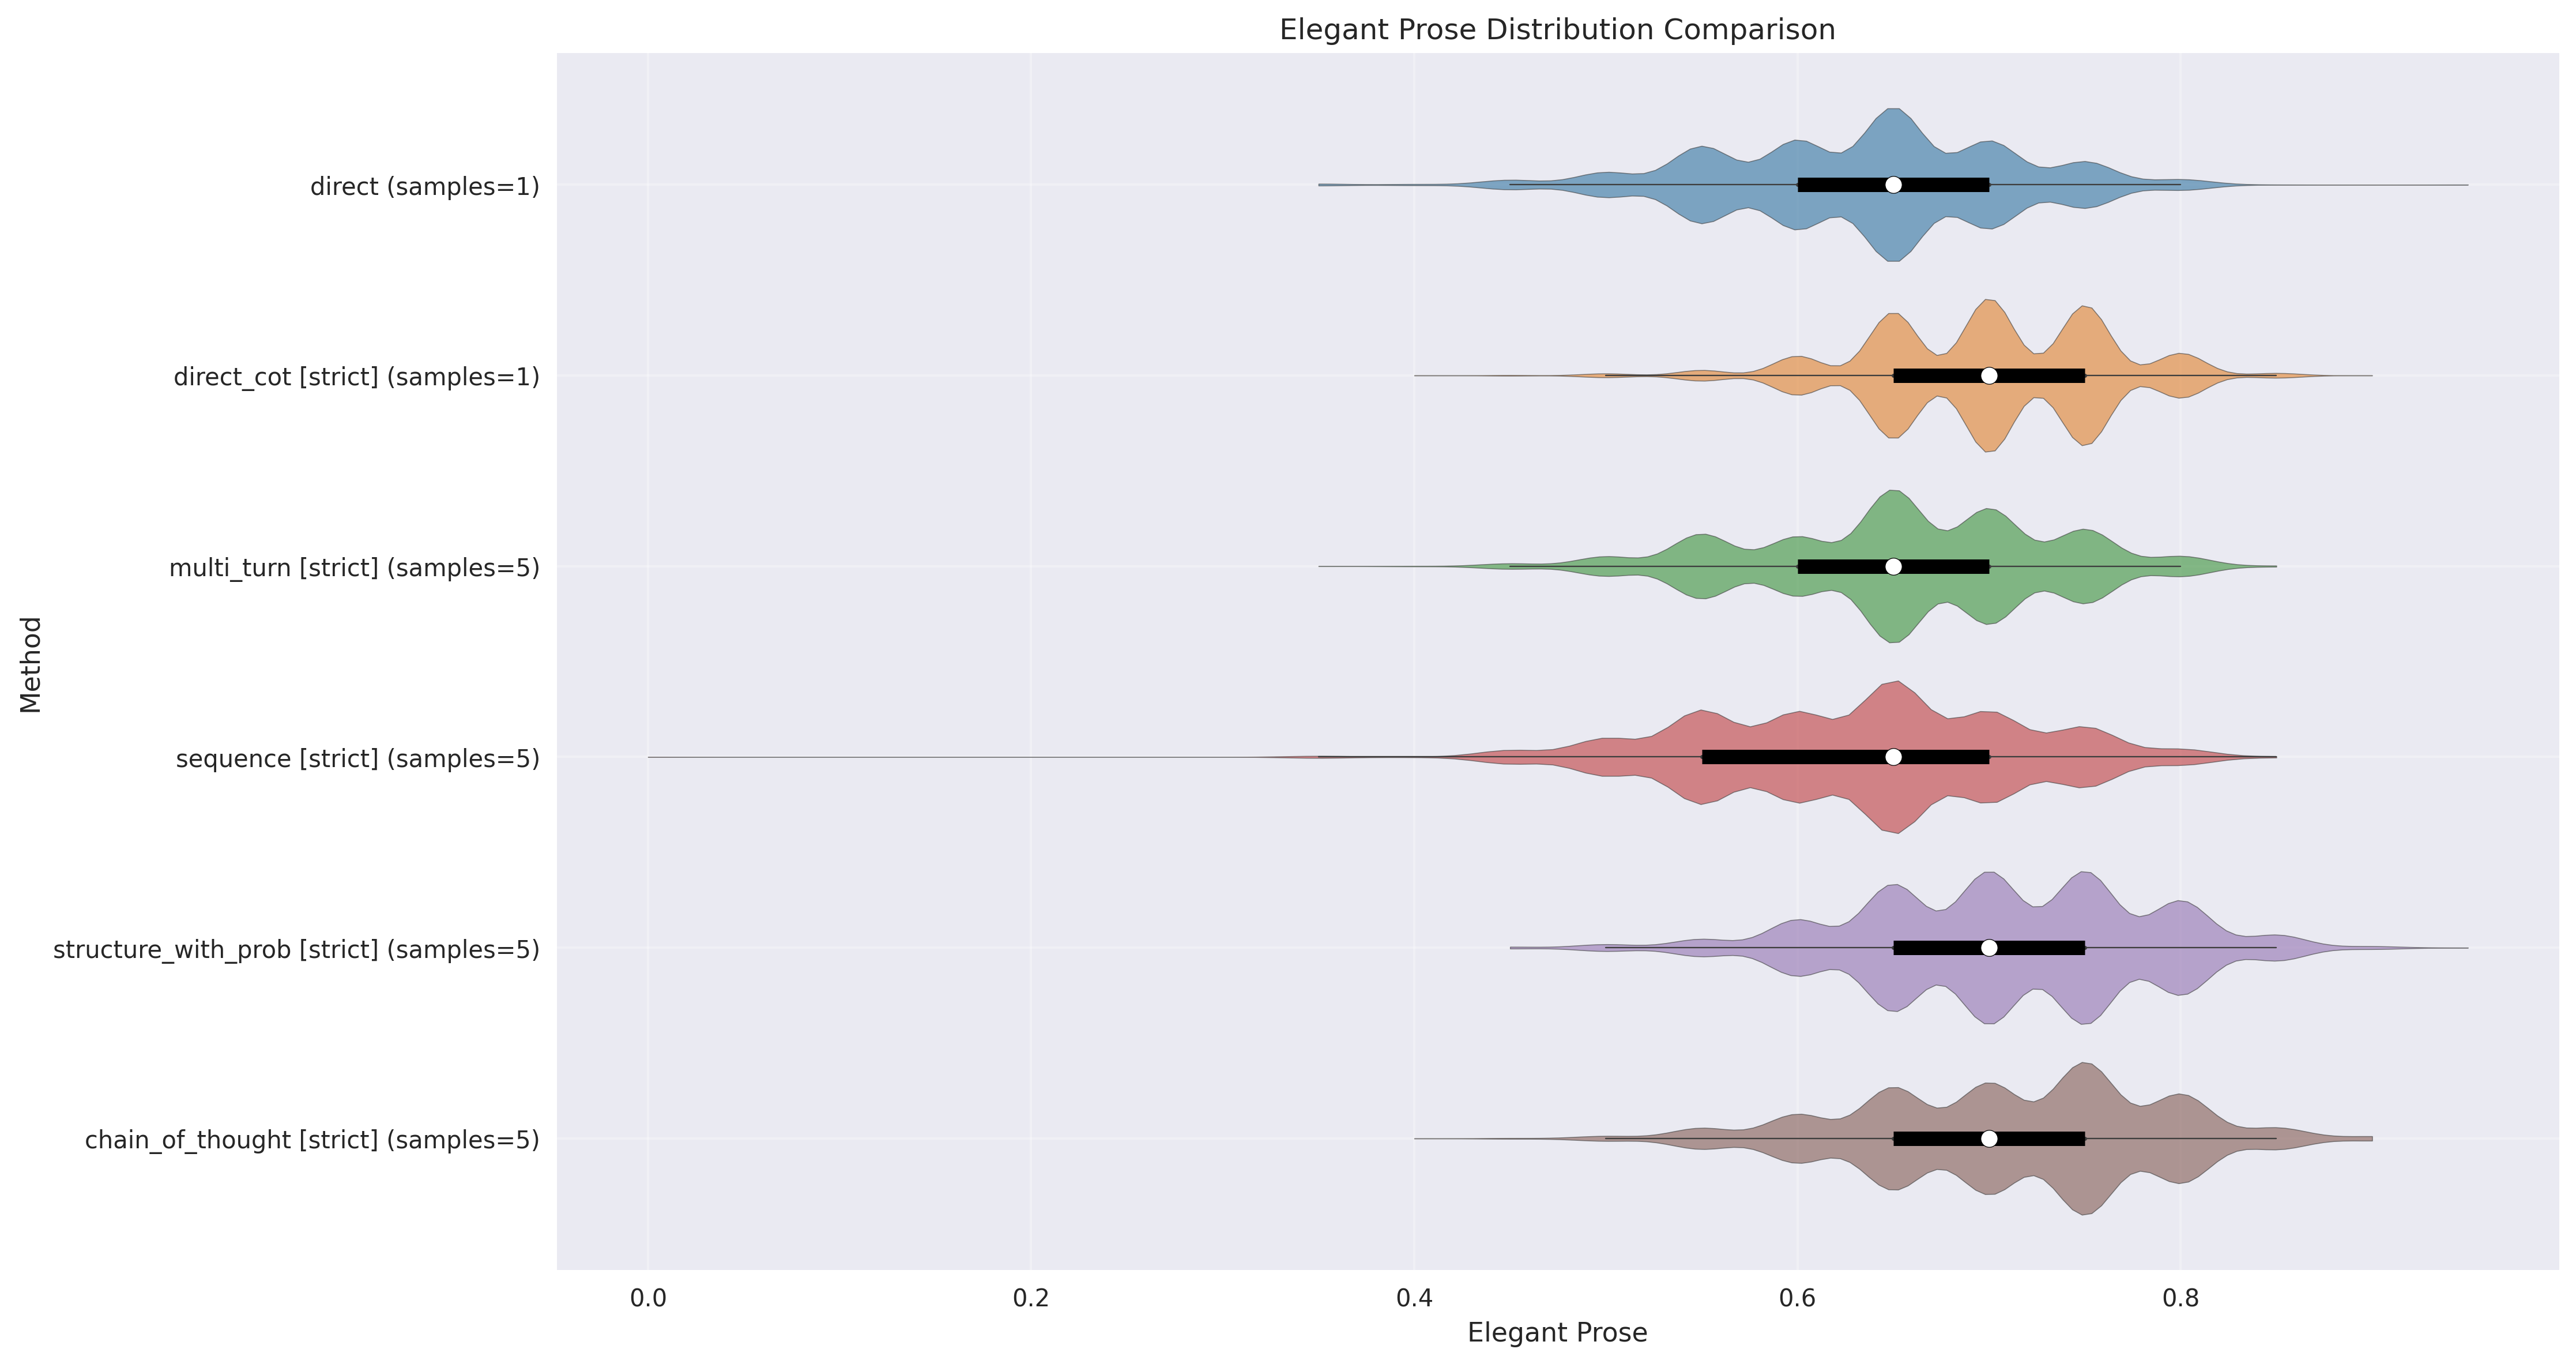 Elegant Prose Distribution Comparison
Method
direct (samples=1)
direct_cot [strict] (samples=1)
multi_turn [strict] (samples=5)
sequence [strict] (samples=5)
structure_with_prob [strict] (samples=5)
chain_of_thought [strict] (samples=5)
0.0 0.2 0.4 0.6 0.8
Elegant Prose